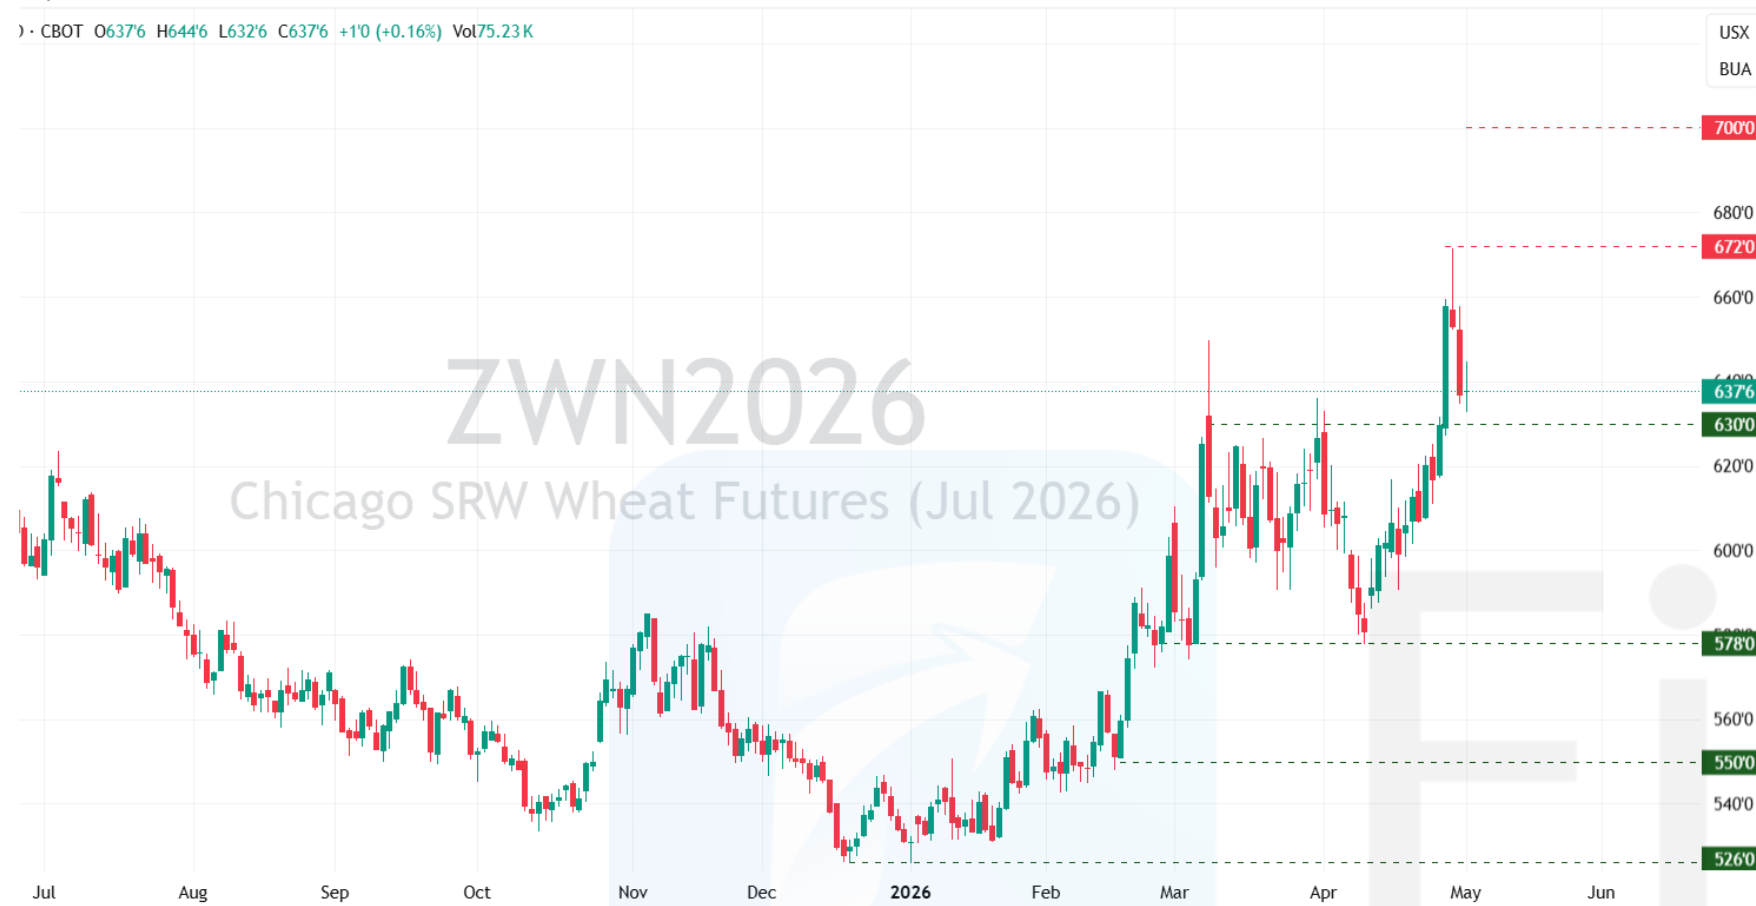 · CBOT O637'6 H644'6 L632'6 C637'6 +1'0 (+0.16%) Vol75.23 K
USX
BUA
700'0
680'0
672'0
660'0
637'6
630'0
620'0
600'0
578'0
560'0
550'0
540'0
526'0
ZWN2026
Chicago SRW Wheat Futures (Jul 2026)
Fi
Jul Aug Sep Oct Nov Dec 2026 Feb Mar Apr May Jun